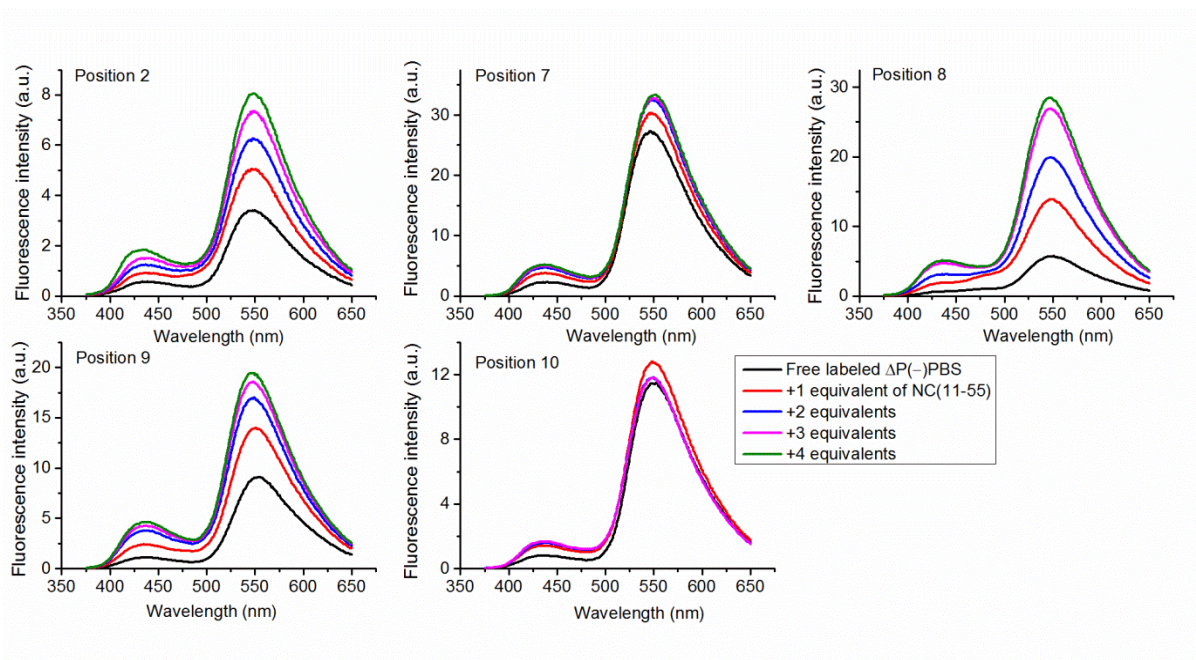 Position 2
Fluorescence intensity (a.u.)
8
6
4
2
0
350 400 450 500 550 600 650
Wavelength (nm)
Position 7
Fluorescence intensity (a.u.)
30
20
10
0
350 400 450 500 550 600 650
Wavelength (nm)
Position 8
Fluorescence intensity (a.u.)
30
20
10
0
350 400 450 500 550 600 650
Wavelength (nm)
Position 9
Fluorescence intensity (a.u.)
20
15
10
5
0
350 400 450 500 550 600 650
Wavelength (nm)
Position 10
Fluorescence intensity (a.u.)
12
8
4
0
350 400 450 500 550 600 650
Wavelength (nm)
Free labeled ΔP(−)PBS
+1 equivalent of NC(11-55)
+2 equivalents
+3 equivalents
+4 equivalents